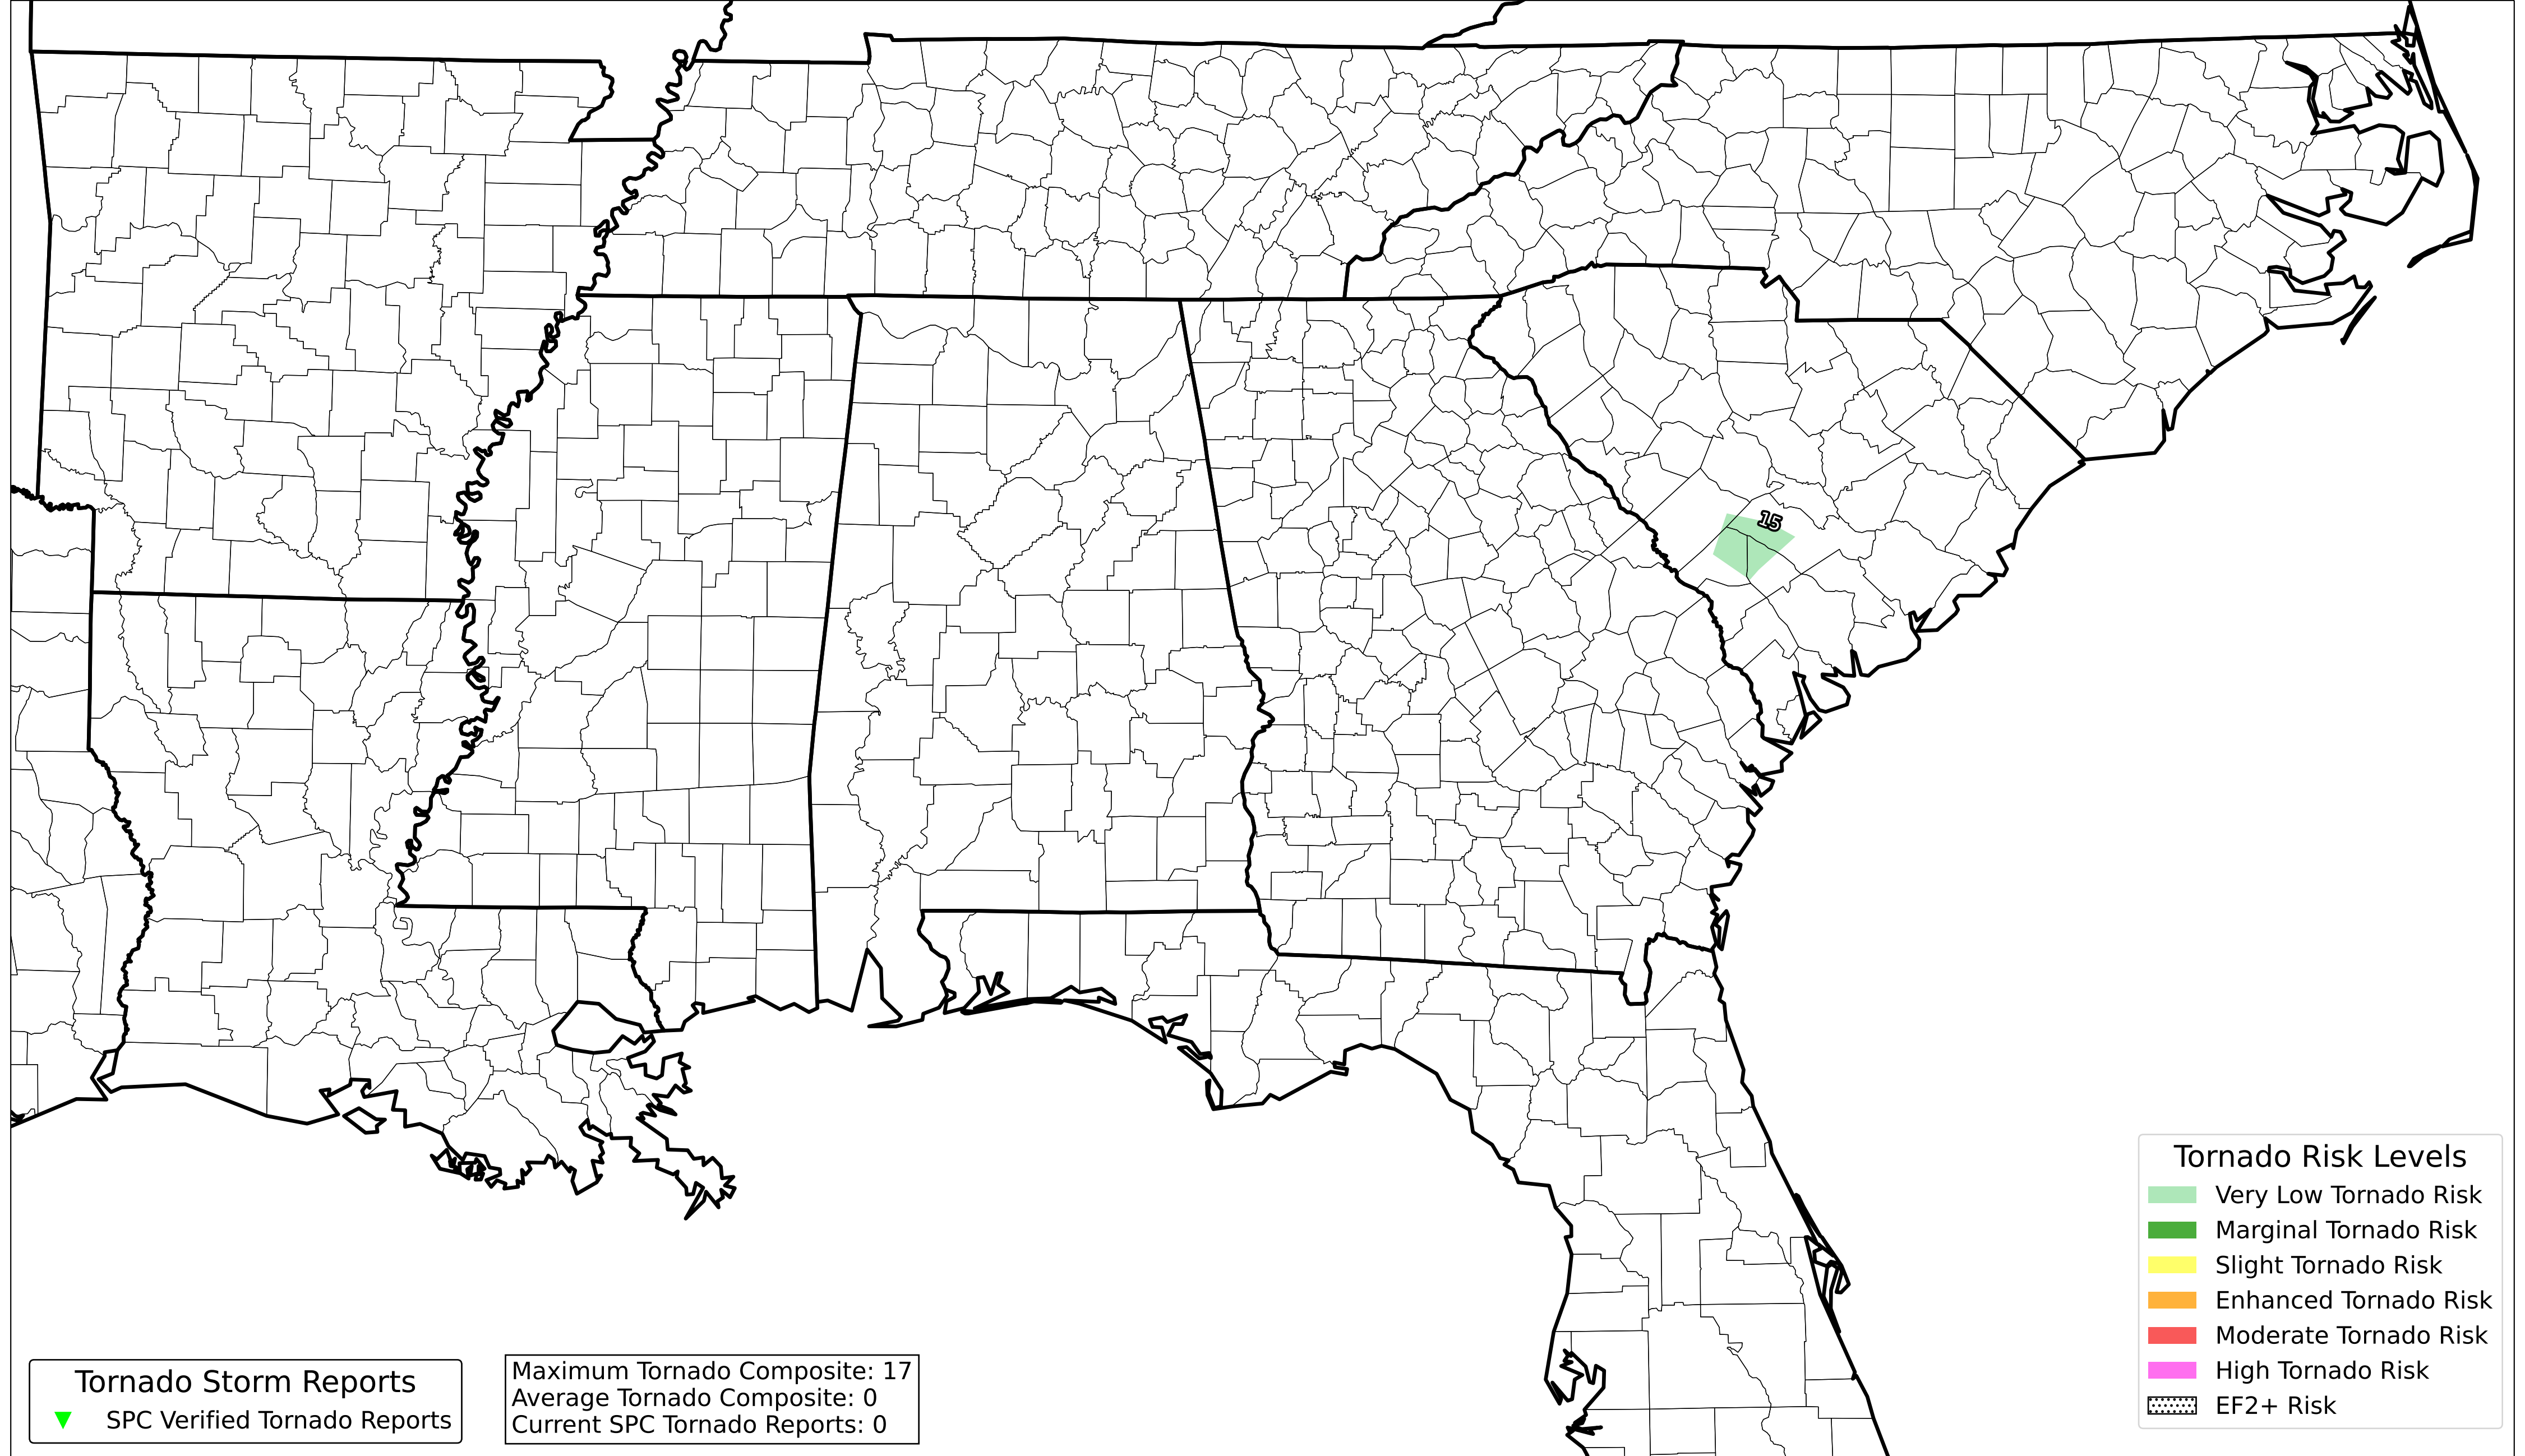 15
Tornado Risk Levels
Very Low Tornado Risk
Marginal Tornado Risk
Slight Tornado Risk
Enhanced Tornado Risk
Moderate Tornado Risk
High Tornado Risk
EF2+ Risk
Tornado Storm Reports
SPC Verified Tornado Reports
Maximum Tornado Composite: 17
Average Tornado Composite: 0
Current SPC Tornado Reports: 0